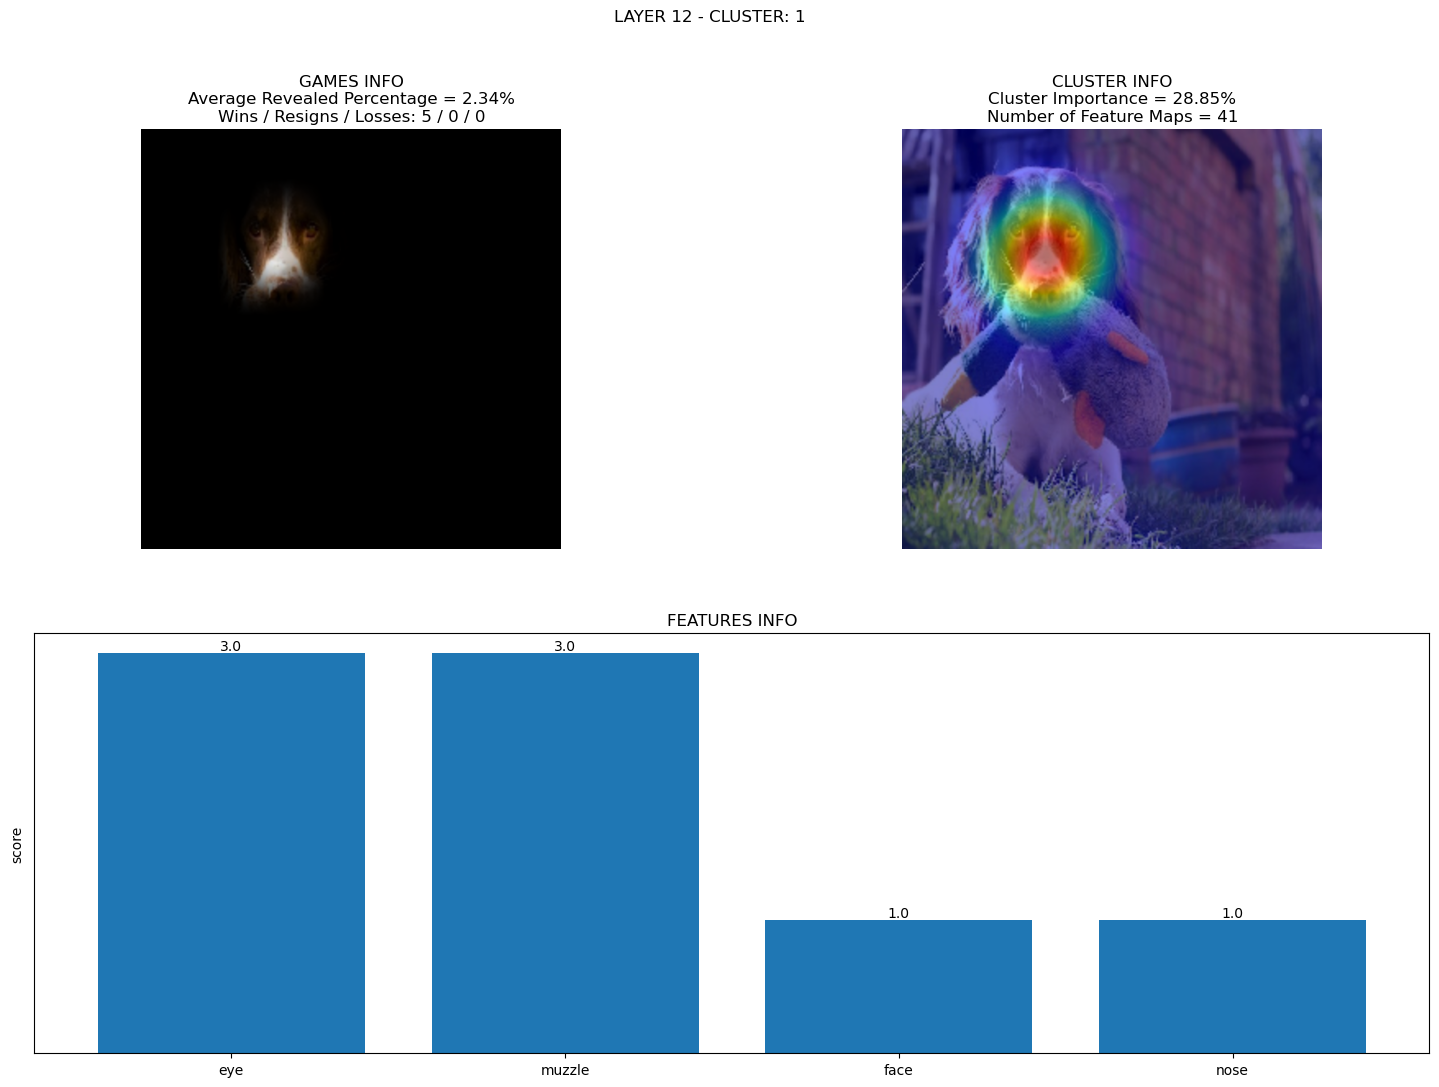 LAYER 12 - CLUSTER: 1
GAMES INFO
Average Revealed Percentage = 2.34%
Wins / Resigns / Losses: 5 / 0 / 0
CLUSTER INFO
Cluster Importance = 28.85%
Number of Feature Maps = 41
FEATURES INFO
score
3.0
3.0
1.0
1.0
eye
muzzle
face
nose